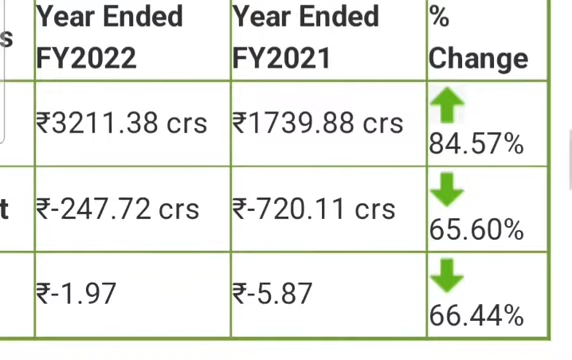 s
Year Ended
FY2022
Year Ended
FY2021
%
Change
₹3211.38 crs
₹1739.88 crs
84.57%
t
₹-247.72 crs
₹-720.11 crs
65.60%
₹-1.97
₹-5.87
66.44%